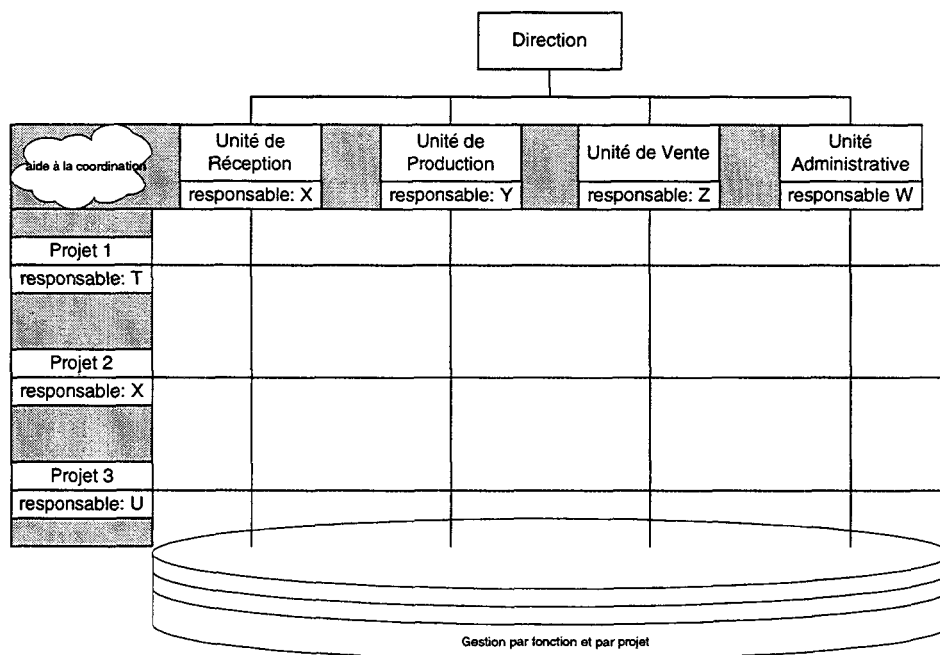 Direction
aide à la coordination
Unité de
Réception
responsable: X
Unité de
Production
responsable: Y
Unité de Vente
responsable: Z
Unité
Administrative
responsable W
Projet 1
responsable: T
Projet 2
responsable: X
Projet 3
responsable: U
Gestion par fonction et par projet